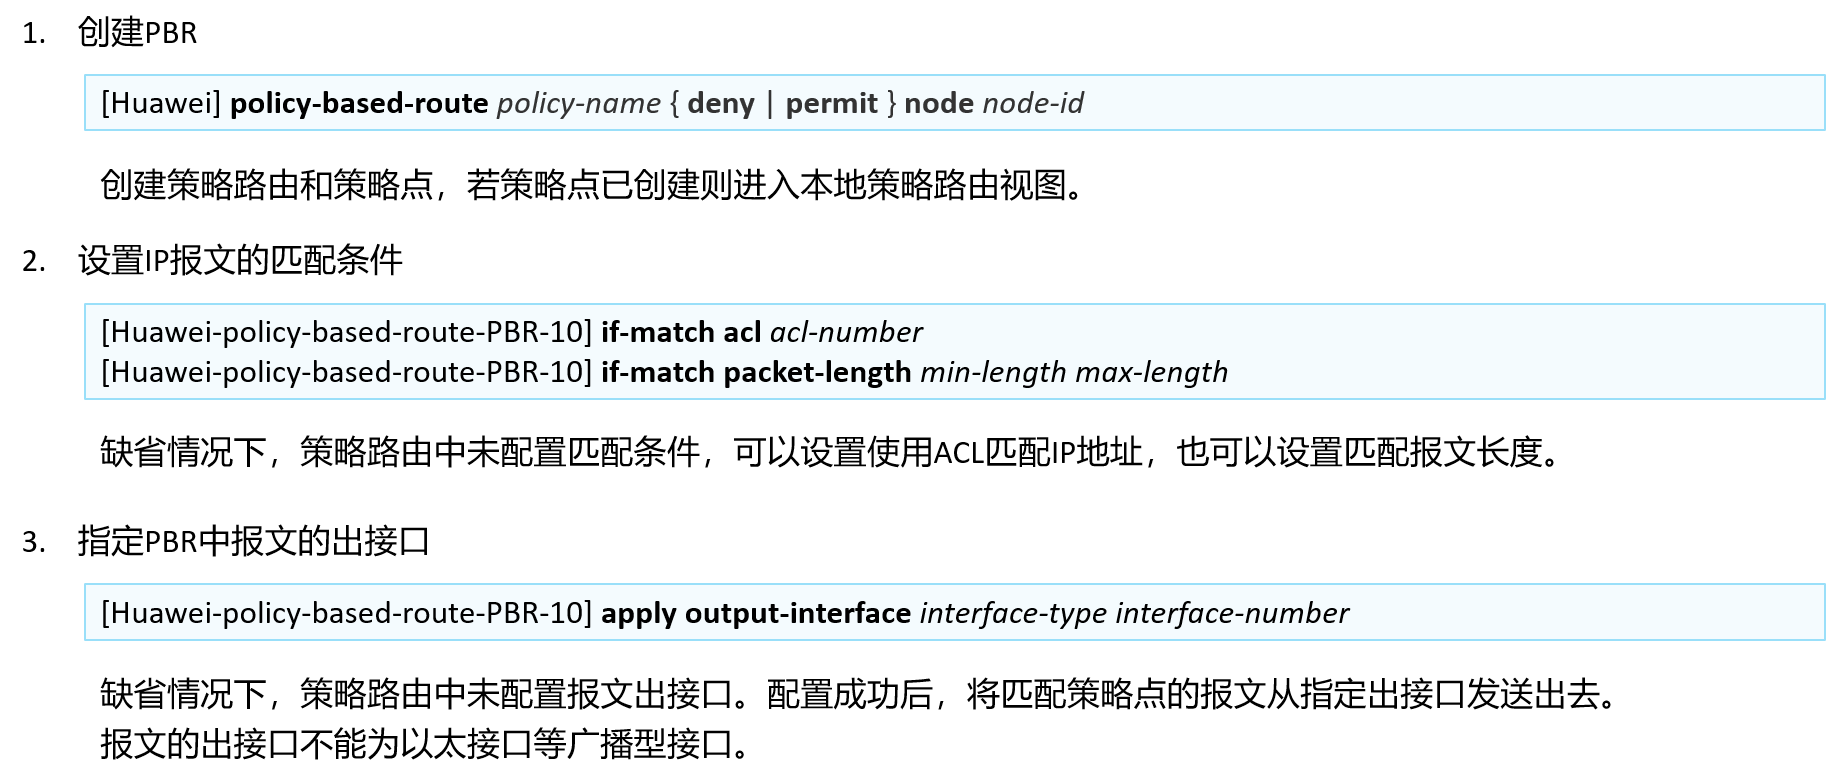 1. 创建PBR
[Huawei] policy-based-route policy-name { deny | permit } node node-id
创建策略路由和策略点，若策略点已创建则进入本地策略路由视图。
2. 设置IP报文的匹配条件
[Huawei-policy-based-route-PBR-10] if-match acl acl-number
[Huawei-policy-based-route-PBR-10] if-match packet-length min-length max-length
缺省情况下，策略路由中未配置匹配条件，可以设置使用ACL匹配IP地址，也可以设置匹配报文长度。
3. 指定PBR中报文的出接口
[Huawei-policy-based-route-PBR-10] apply output-interface interface-type interface-number
缺省情况下，策略路由中未配置报文出接口。配置成功后，将匹配策略点的报文从指定出接口发送出去。
报文的出接口不能为以太接口等广播型接口。